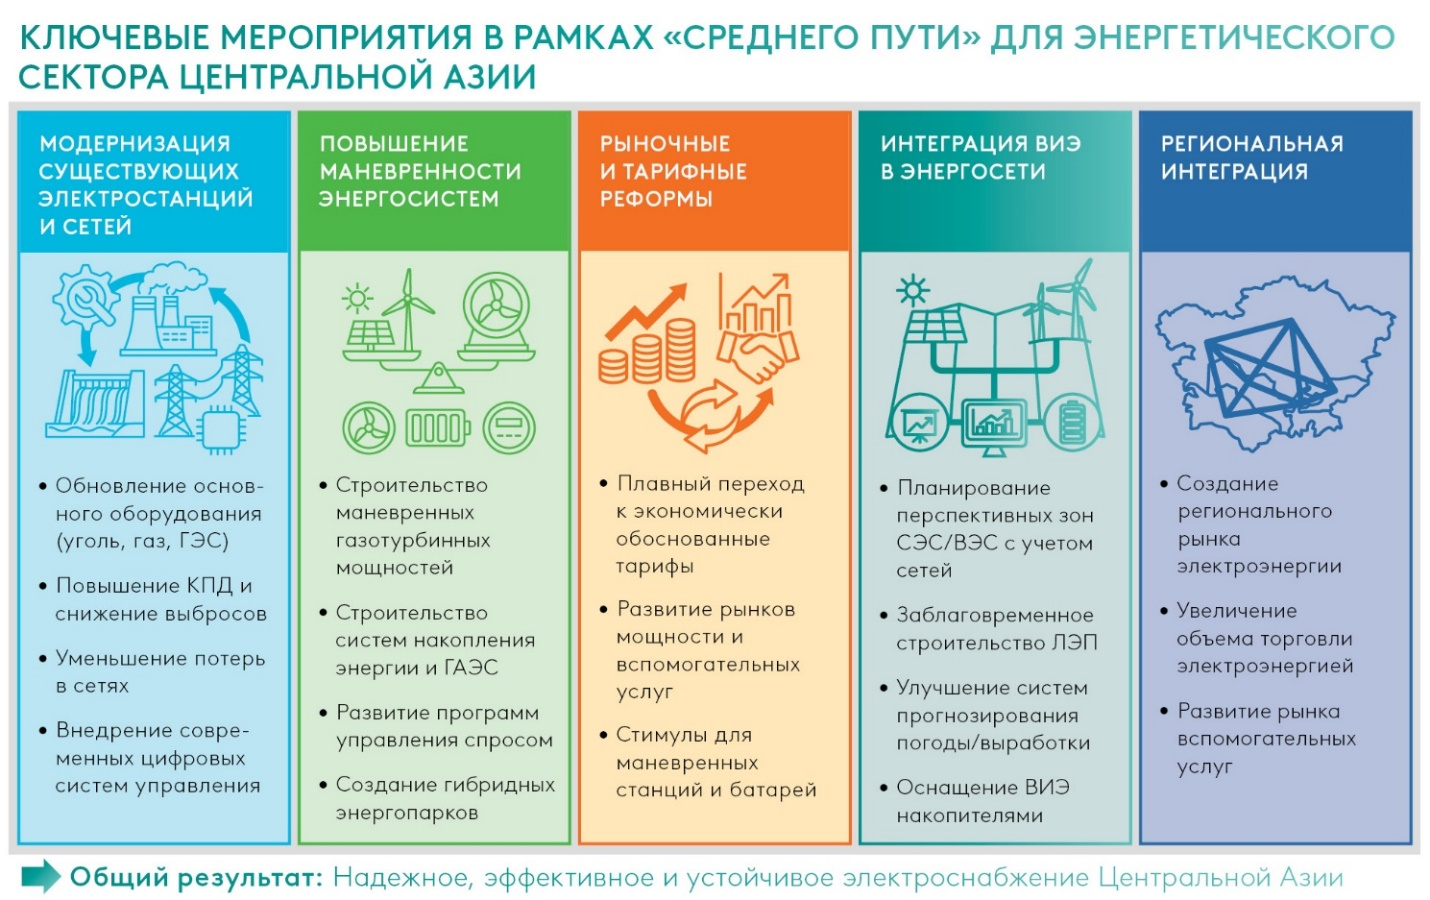 КЛЮЧЕВЫЕ МЕРОПРИЯТИЯ В РАМКАХ «СРЕДНЕГО ПУТИ» ДЛЯ ЭНЕРГЕТИЧЕСКОГО
СЕКТОРА ЦЕНТРАЛЬНОЙ АЗИИ
МОДЕРНИЗАЦИЯ
СУЩЕСТВУЮЩИХ
ЭЛЕКТРОСТАНЦИЙ
И СЕТЕЙ
• Обновление основ-
ного оборудования
(уголь, газ, ГЭС)
• Повышение КПД и
снижение выбросов
• Уменьшение потерь
в сетях
• Внедрение совре-
менных цифровых
систем управления
ПОВЫШЕНИЕ
МАНЕВРЕННОСТИ
ЭНЕРГОСИСТЕМ
• Строительство
маневренных
газотурбинных
мощностей
• Строительство
систем накопления
энергии и ГАЭС
• Развитие программ
управления спросом
• Создание гибридных
энергопарков
РЫНОЧНЫЕ
И ТАРИФНЫЕ
РЕФОРМЫ
• Плавный переход
к экономически
обоснованные
тарифы
• Развитие рынков
мощности и
вспомогательных
услуг
• Стимулы для
маневренных
станций и батарей
ИНТЕГРАЦИЯ ВИЭ
В ЭНЕРГОСЕТИ
• Планирование
перспективных зон
СЭС/ВЭС с учетом
сетей
• Заблаговременное
строительство ЛЭП
• Улучшение систем
прогнозирования
погоды/выработки
• Оснащение ВИЭ
накопителями
РЕГИОНАЛЬНАЯ
ИНТЕГРАЦИЯ
• Создание
регионального
рынка
электроэнергии
• Увеличение
объема торговли
электроэнергией
• Развитие рынка
вспомогательных
услуг
Общий результат: Надежное, эффективное и устойчивое электроснабжение Центральной Азии